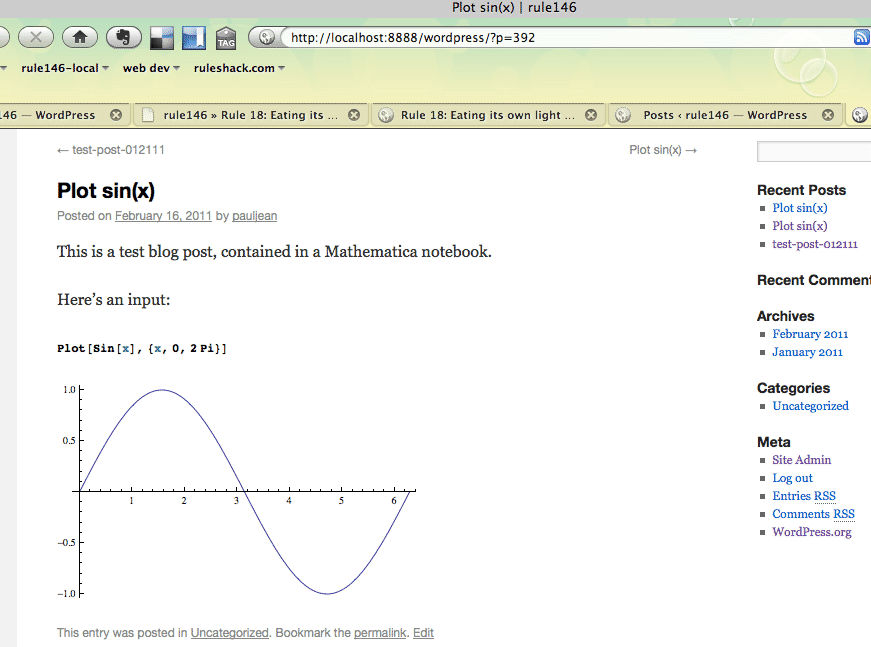 Plot sin(x) | rule146
TAG
http://localhost:8888/wordpress/?p=392
rule146-local web dev ruleshack.com
146 — WordPress rule146 » Rule 18: Eating its ... Rule 18: Eating its own light ... Posts ‹ rule146 — WordPress
← test-post-012111 Plot sin(x) →
Plot sin(x)
Posted on February 16, 2011 by pauljean
This is a test blog post, contained in a Mathematica notebook.
Here's an input:
Plot[Sin[x], {x, 0, 2 Pi}]
1.0
0.5
1 2 3 4 5 6
−0.5
−1.0
This entry was posted in Uncategorized. Bookmark the permalink. Edit
Recent Posts
Plot sin(x)
Plot sin(x)
test-post-012111
Recent Comment
Archives
February 2011
January 2011
Categories
Uncategorized
Meta
Site Admin
Log out
Entries RSS
Comments RSS
WordPress.org